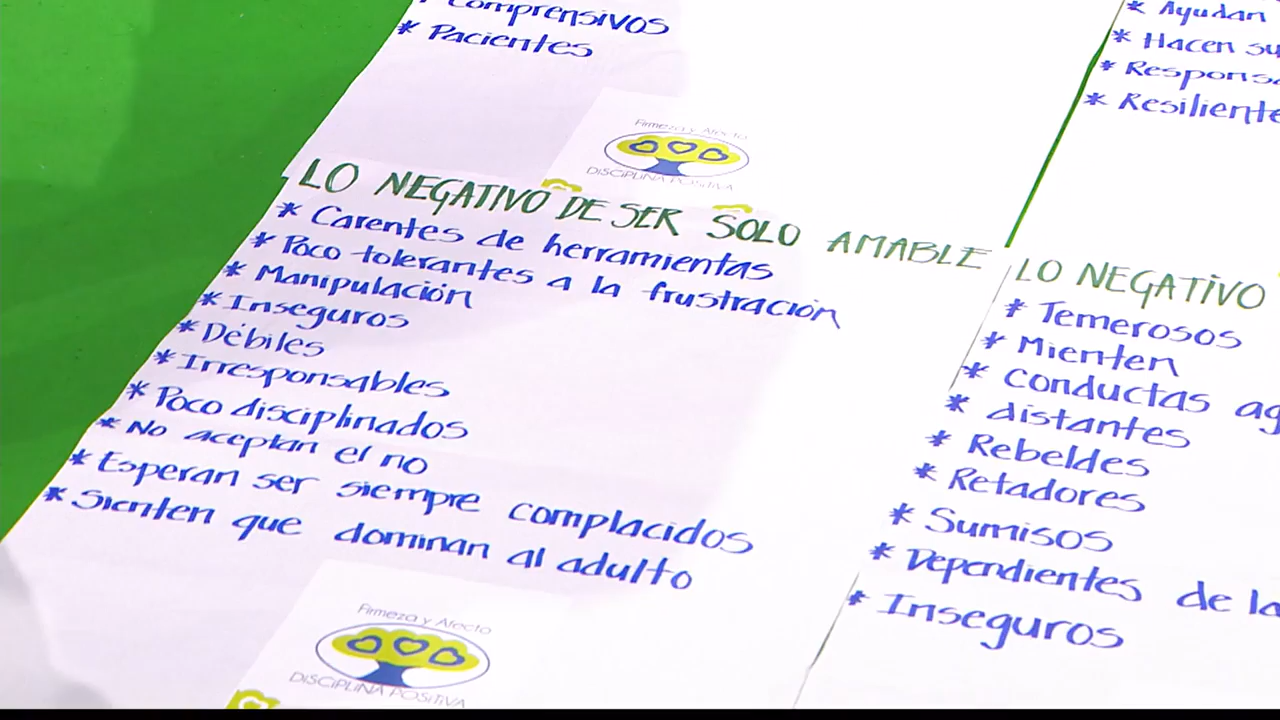 * Comprensivos
* Pacientes
Firmeza y Afecto
DISCIPLINA POSITIVA
LO NEGATIVO DE SER SOLO AMABLE
* Carentes de herramientas
* Poco tolerantes a la frustración
* Manipulación
* Inseguros
* Débiles
* Irresponsables
* Poco disciplinados
* No aceptan el no
* Esperan ser siempre complacidos
* Sienten que dominan al adulto
Firmeza y Afecto
DISCIPLINA POSITIVA
* Ayudan
* Hacen
*
* Resiliente
LO NEGATIVO
* Temerosos
* Mienten
* Conductas
* distantes
* Rebeldes
* Retadores
* Sumisos
* Dependientes de la
* Inseguros